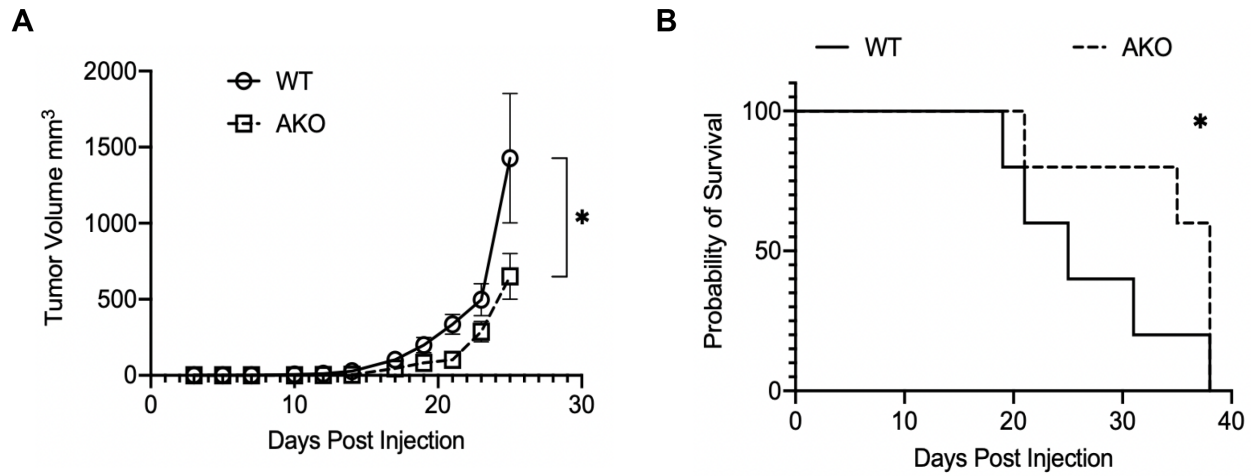 A
Tumor Volume mm³
2000
1500
1000
500
0
WT
AKO
*
0 10 20 30
Days Post Injection
B
WT AKO
Probability of Survival
100
50
0
*
0 10 20 30 40
Days Post Injection